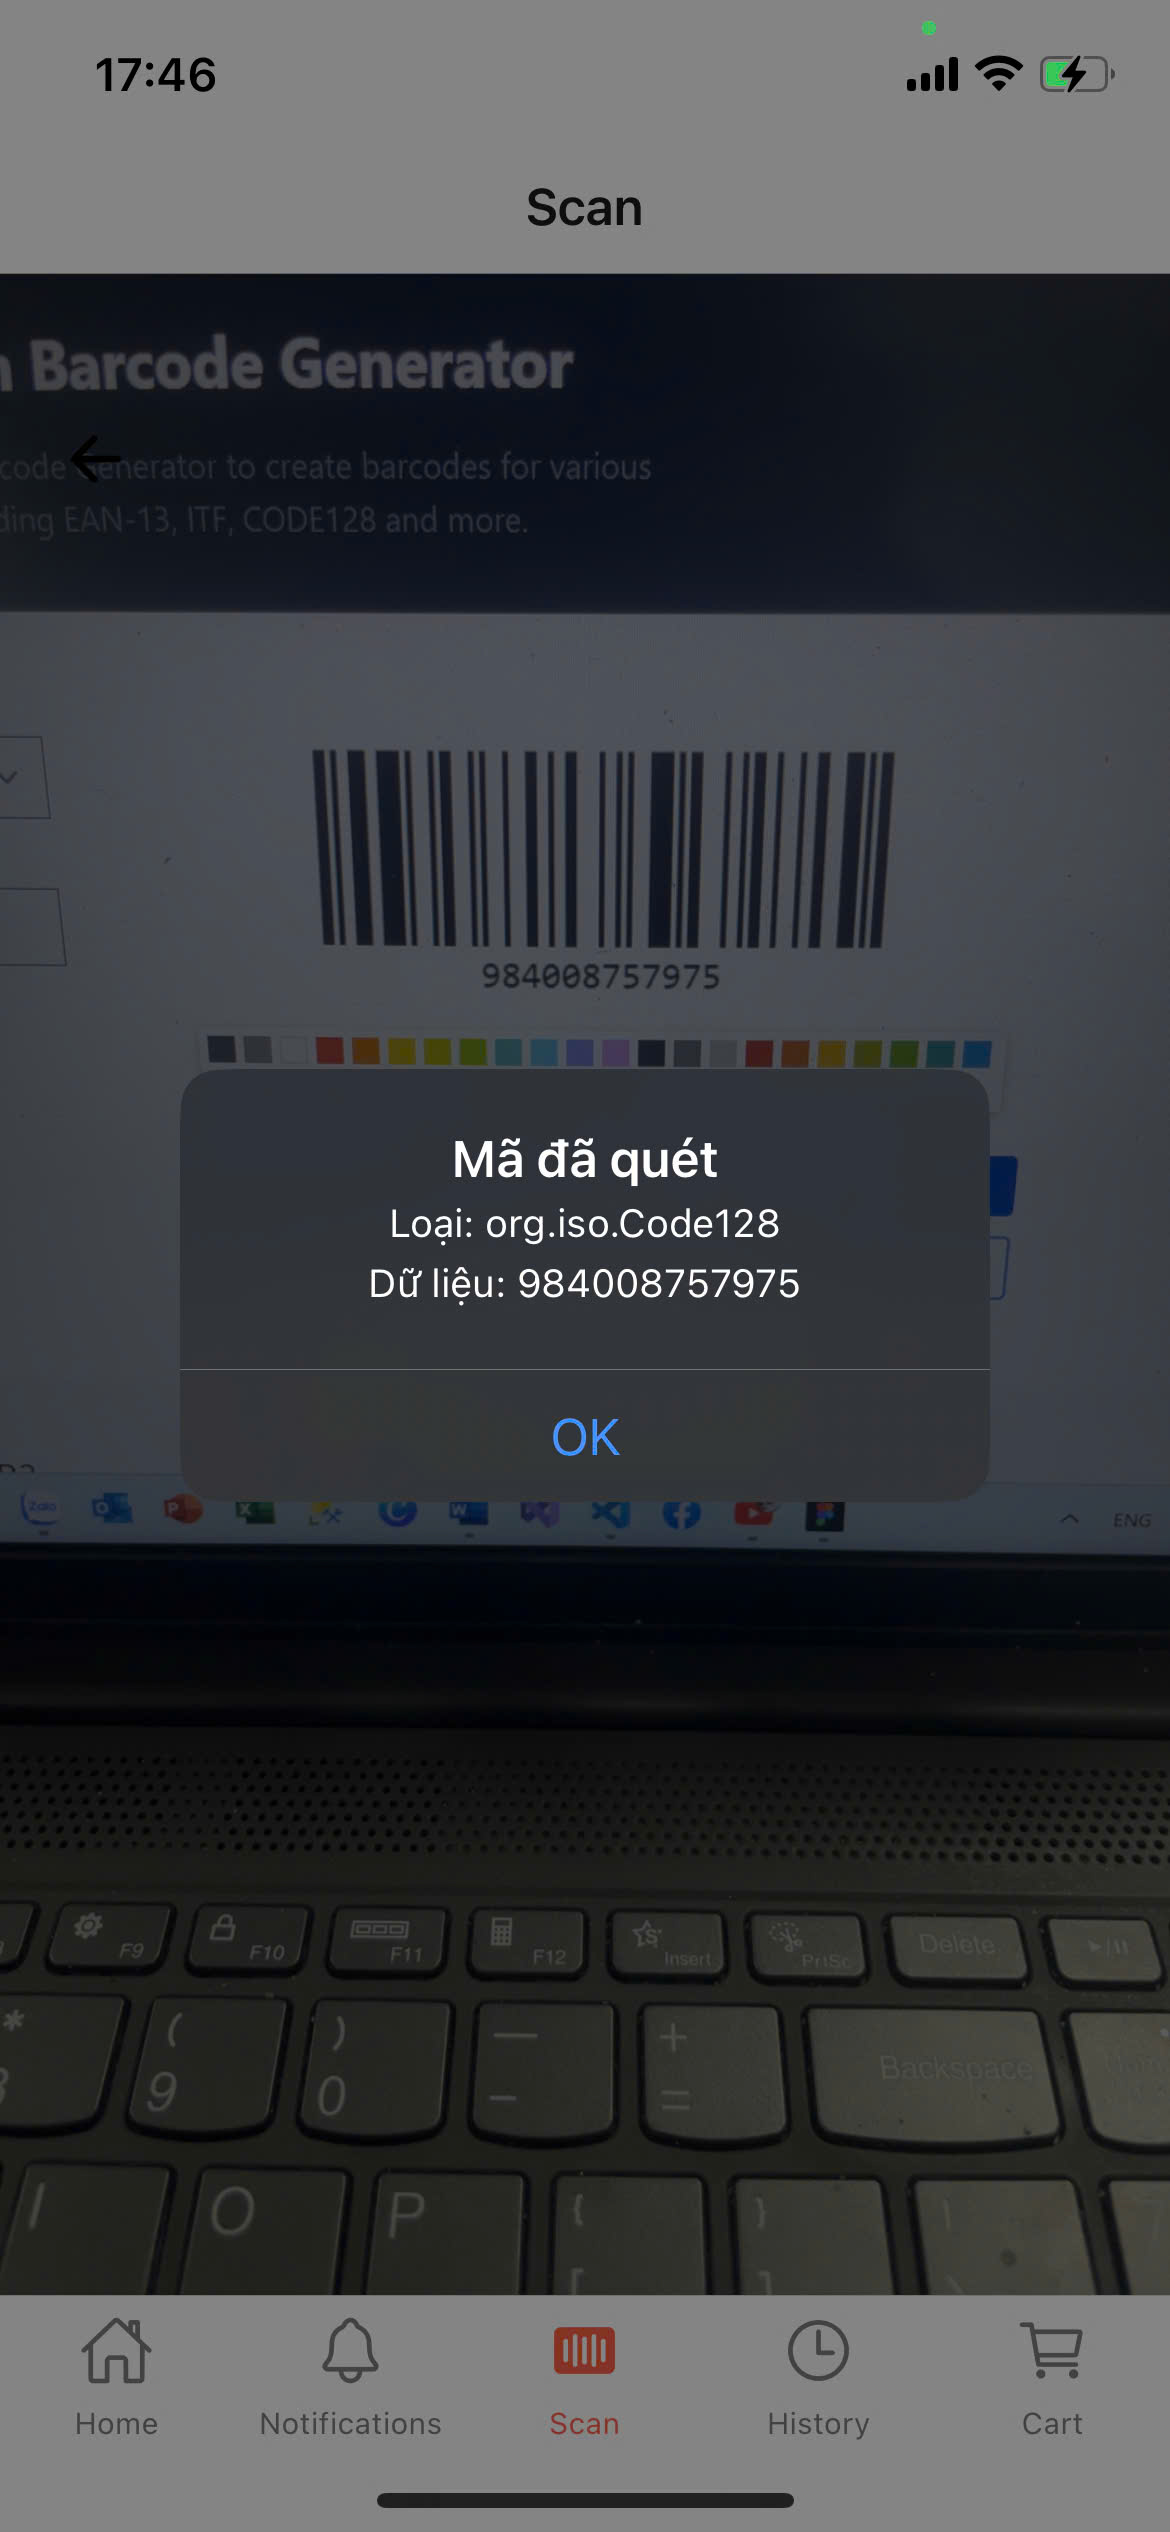 17:46
Scan
Barcode Generator
code Generator to create barcodes for various
ding EAN-13, ITF, CODE128 and more.
984008757975
Mã đã quét
Loại: org.iso.Code128
Dữ liệu: 984008757975
OK
Zalo
ENG
F9
F10
F11
F12
Insert
PrtSc
Delete
*
(
)
—
+
Backspace
9
0
-
=
I
O
P
{
}
|
[
]
\
Home
Notifications
Scan
History
Cart